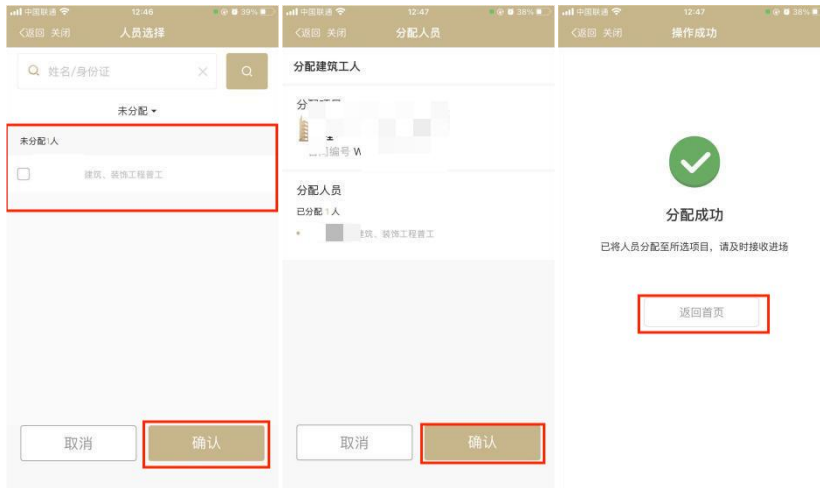 中国联通 12:46 39%
返回 关闭 人员选择
姓名/身份证
未分配
未分配1人
建筑、装饰工程普工
取消 确认
中国联通 12:47 38%
返回 关闭 分配人员
分配建筑工人
编号 W
分配人员
已分配 1 人
建筑、装饰工程普工
取消 确认
中国联通 12:47 38%
返回 关闭 操作成功
分配成功
已将人员分配至所选项目，请及时接收进场
返回首页